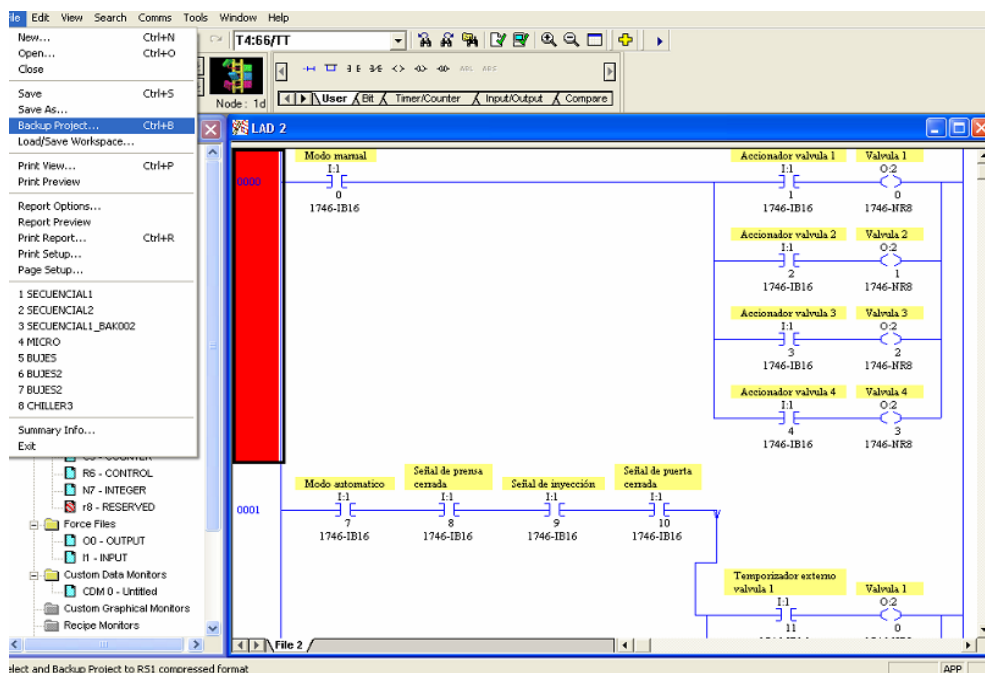 ile Edit View Search Comms Tools Window Help
New... Ctrl+N
Open... Ctrl+O
Close
Save Ctrl+S
Save As...
Backup Project... Ctrl+B
Load/Save Workspace...
Print View... Ctrl+P
Print Preview
Report Options...
Report Preview
Print Report... Ctrl+R
Print Setup...
Page Setup...
1 SECUENCIAL1
2 SECUENCIAL2
3 SECUENCIAL1_BAK002
4 MICRO
5 BUJES
6 BUJES2
7 BUJES2
8 CHILLER3
Summary Info...
Exit
T4:66/TT
Node: 1d
ABL ABS
User Bit Timer/Counter Input/Output Compare
R6 - CONTROL
N7 - INTEGER
r8 - RESERVED
Force Files
O0 - OUTPUT
I1 - INPUT
Custom Data Monitors
CDM 0 - Untitled
Custom Graphical Monitors
Recipe Monitors
LAD 2
Modo manual Accionador valvula 1 Valvula 1
I:1 I:1 O:2
0000
0 1 0
1746-IB16 1746-IB16 1746-NR8
Accionador valvula 2 Valvula 2
I:1 O:2
2 1
1746-IB16 1746-NR8
Accionador valvula 3 Valvula 3
I:1 O:2
3 2
1746-IB16 1746-NR8
Accionador valvula 4 Valvula 4
I:1 O:2
4 3
1746-IB16 1746-NR8
Modo automatico Señal de prensa cerrada Señal de inyección Señal de puerta cerrada
I:1 I:1 I:1 I:1
0001
7 8 9 10
1746-IB16 1746-IB16 1746-IB16 1746-IB16
Temporizador externo
valvula 1 Valvula 1
I:1 O:2
11 0
File 2
elect and Backup Project to RS1 compressed format
APP